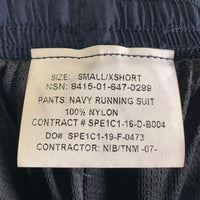 SIZE: SMALL/XSHORT
NSN: 8415-01-647-0299
PANTS, NAVY RUNNING SUIT
100% NYLON
CONTRACT # SPE1C1-16-D-B004
DO# SPE1C1-19-F-0473
CONTRACTOR: NIB/TNM -07-